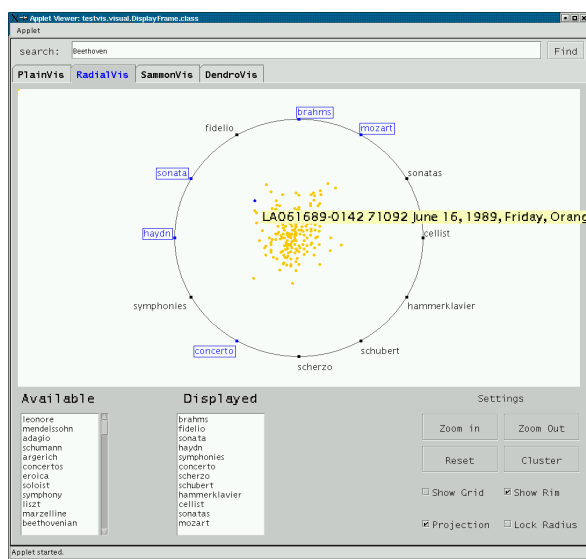 Applet Viewer: testvis.visual.DisplayFrame.class
Applet
search: Beethoven Find
PlainVis RadialVis SammonVis DendroVis
brahms
fidelio mozart
sonata sonatas
LA061689-0142 71092 June 16, 1989, Friday, Orang
haydn cellist
symphonies hammerklavier
concerto schubert
scherzo
Available Displayed Settings
leonore
mendelssohn
adagio
schumann
argerich
concertos
eroica
soloist
symphony
liszt
marzelline
beethovenian
brahms
fidelio
sonata
haydn
symphonies
concerto
scherzo
schubert
hammerklavier
cellist
sonatas
mozart
Zoom in Zoom Out
Reset Cluster
Show Grid Show Rim
Projection Lock Radius
Applet started.